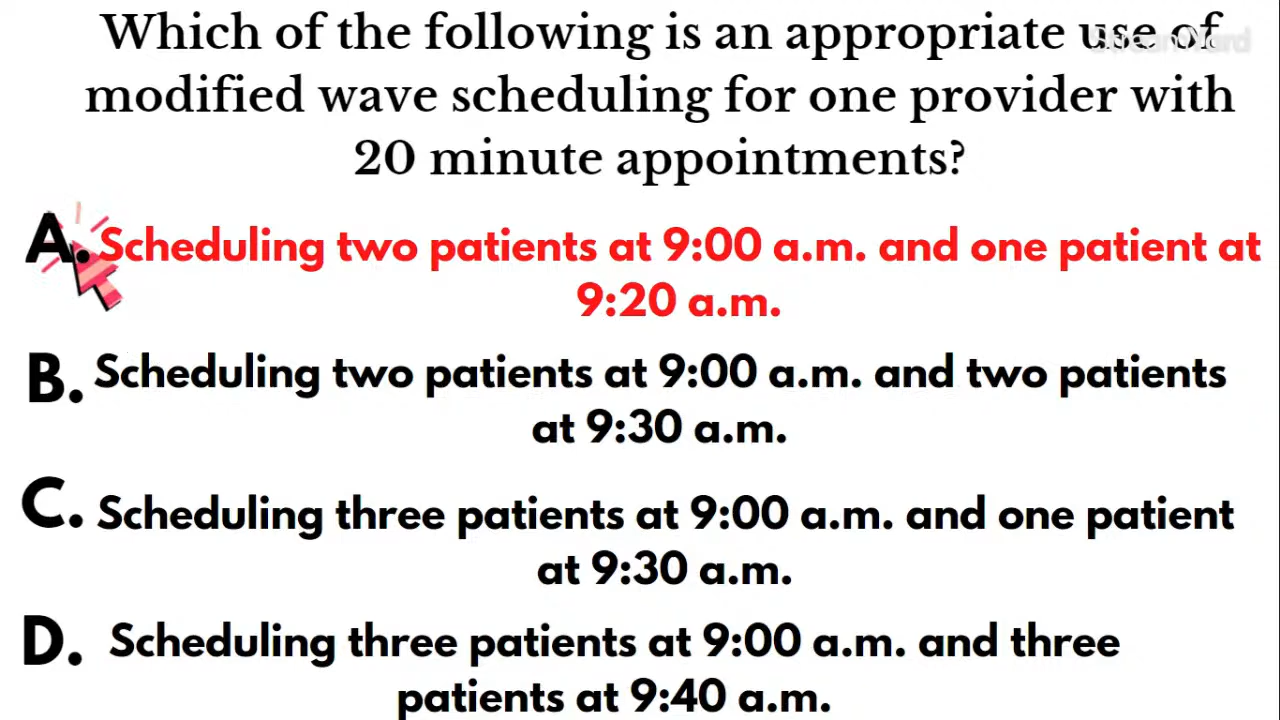 Which of the following is an appropriate use of
modified wave scheduling for one provider with
20 minute appointments?
StreamYard
A. Scheduling two patients at 9:00 a.m. and one patient at
9:20 a.m.
B. Scheduling two patients at 9:00 a.m. and two patients
at 9:30 a.m.
C. Scheduling three patients at 9:00 a.m. and one patient
at 9:30 a.m.
D. Scheduling three patients at 9:00 a.m. and three
patients at 9:40 a.m.